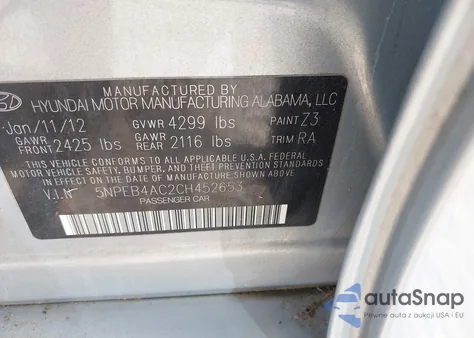 MANUFACTURED BY
HYUNDAI MOTOR MANUFACTURING ALABAMA, LLC
Jan/11/12 GVWR 4299 lbs PAINT Z3
GAWR FRONT 2425 lbs GAWR REAR 2116 lbs TRIM RA
THIS VEHICLE CONFORMS TO ALL APPLICABLE U.S.A. FEDERAL
MOTOR VEHICLE SAFETY, BUMPER, AND THEFT PREVENTION STANDARDS
IN EFFECT ON THE DATE OF MANUFACTURE SHOWN ABOVE.
V.I.N 5NPEB4AC2CH452653
PASSENGER CAR
autoSnap
Pewne auta z aukcji USA i EU